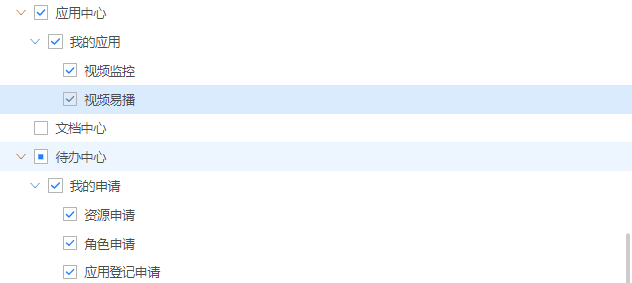 应用中心
我的应用
视频监控
视频易播
文档中心
待办中心
我的申请
资源申请
角色申请
应用登记申请